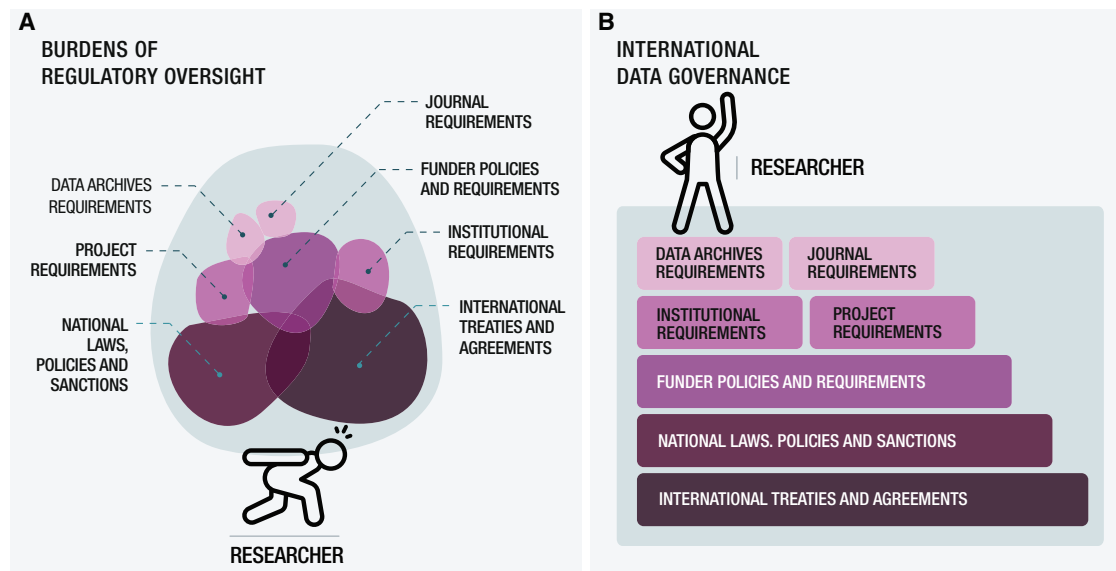 A
BURDENS OF
REGULATORY OVERSIGHT
JOURNAL
REQUIREMENTS
FUNDER POLICIES
AND REQUIREMENTS
DATA ARCHIVES
REQUIREMENTS
INSTITUTIONAL
REQUIREMENTS
PROJECT
REQUIREMENTS
INTERNATIONAL
TREATIES AND
AGREEMENTS
NATIONAL
LAWS,
POLICIES AND
SANCTIONS
RESEARCHER
B
INTERNATIONAL
DATA GOVERNANCE
RESEARCHER
DATA ARCHIVES
REQUIREMENTS
JOURNAL
REQUIREMENTS
INSTITUTIONAL
REQUIREMENTS
PROJECT
REQUIREMENTS
FUNDER POLICIES AND REQUIREMENTS
NATIONAL LAWS. POLICIES AND SANCTIONS
INTERNATIONAL TREATIES AND AGREEMENTS